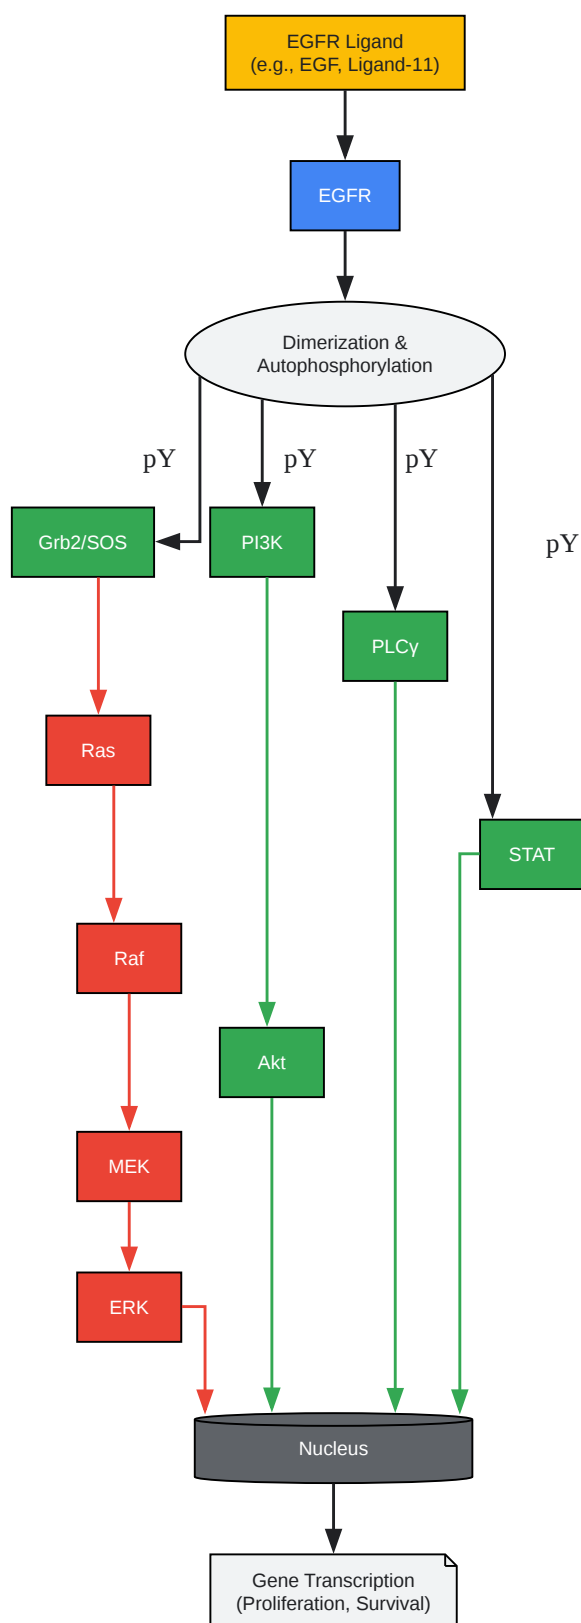 EGFR Ligand
(e.g., EGF, Ligand-11)
EGFR
Dimerization &
Autophosphorylation
pY
pY
pY
Grb2/SOS
PI3K
pY
PLCγ
Ras
STAT
Raf
Akt
MEK
ERK
Nucleus
Gene Transcription
(Proliferation, Survival)